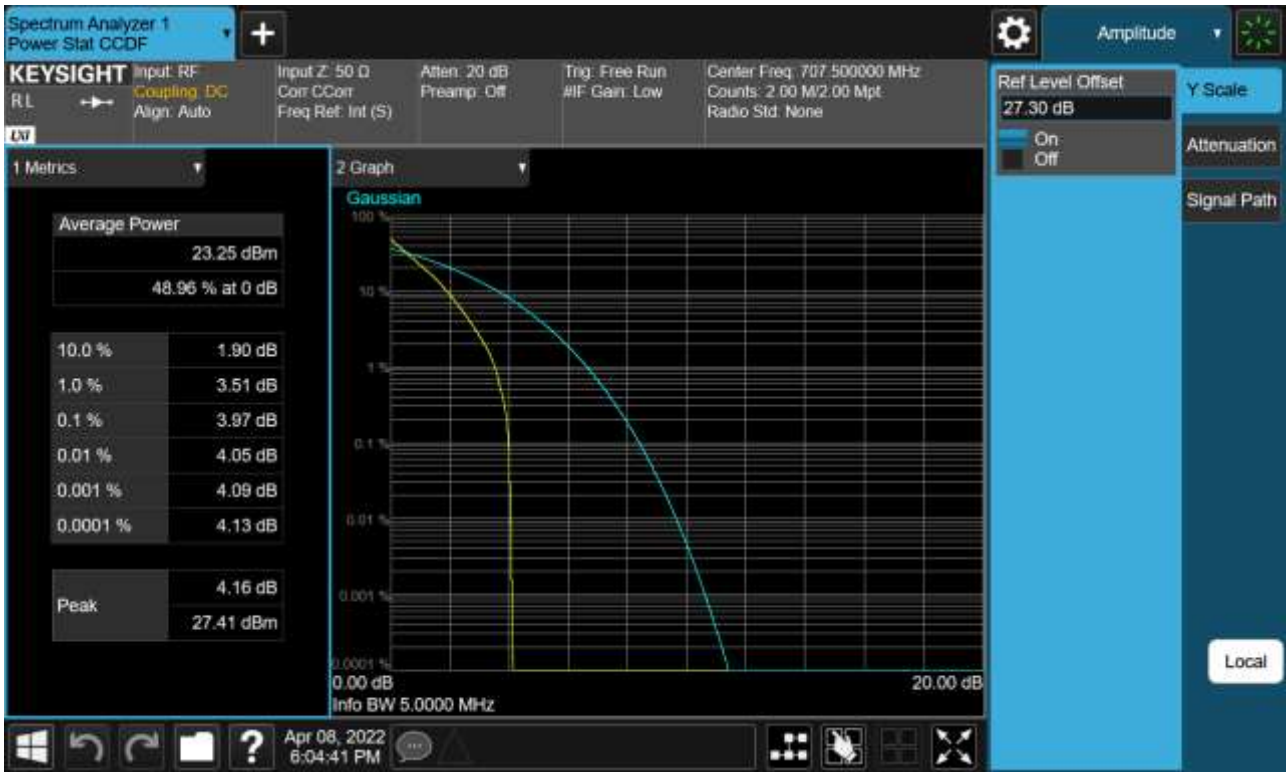 Spectrum Analyzer 1
Power Stat CCDF
Amplitude
KEYSIGHT
RL
LXI
Input: RF
Coupling: DC
Align: Auto
Input Z: 50 Ω
Corr CCorr
Freq Ref: Int (S)
Atten: 20 dB
Preamp: Off
Trig: Free Run
#IF Gain: Low
Center Freq: 707.500000 MHz
Counts: 2.00 M/2.00 Mpt
Radio Std: None
Ref Level Offset
27.30 dB
On
Off
Y Scale
Attenuation
Signal Path
Local
1 Metrics
Average Power
23.25 dBm
48.96 % at 0 dB
10.0 % 1.90 dB
1.0 % 3.51 dB
0.1 % 3.97 dB
0.01 % 4.05 dB
0.001 % 4.09 dB
0.0001 % 4.13 dB
Peak
4.16 dB
27.41 dBm
2 Graph
Gaussian
100 %
10 %
1 %
0.1 %
0.01 %
0.001 %
0.0001 %
0.00 dB 20.00 dB
Info BW 5.0000 MHz
?
Apr 08, 2022
6:04:41 PM